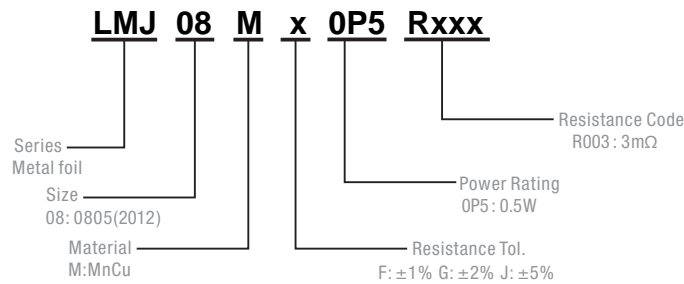 LMJ 08 M x 0P5 Rxxx
Resistance Code
R003 : 3mΩ
Series
Metal foil
Power Rating
0P5 : 0.5W
Size
08: 0805(2012)
Material
M:MnCu
Resistance Tol.
F: ±1% G: ±2% J: ±5%